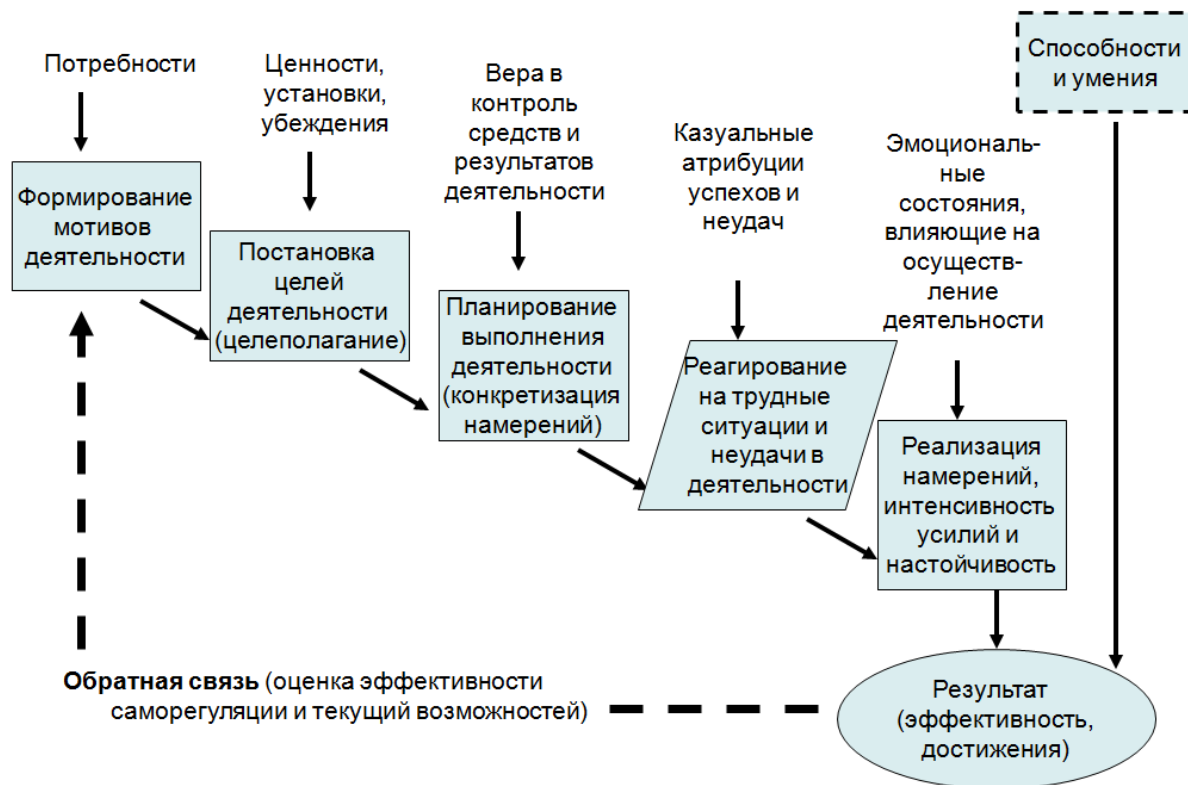 Потребности
Формирование
мотивов
деятельности
Ценности,
установки,
убеждения
Постановка
целей
деятельности
(целеполагание)
Вера в
контроль
средств и
результатов
деятельности
Планирование
выполнения
деятельности
(конкретизация
намерений)
Казуальные
атрибуции
успехов и
неудач
Реагирование
на трудные
ситуации и
неудачи в
деятельности
Эмоциональ-
ные
состояния,
влияющие на
осуществ-
ление
деятельности
Реализация
намерений,
интенсивность
усилий и
настойчивость
Способности
и умения
Результат
(эффективность,
достижения)
Обратная связь (оценка эффективности
саморегуляции и текущий возможностей)